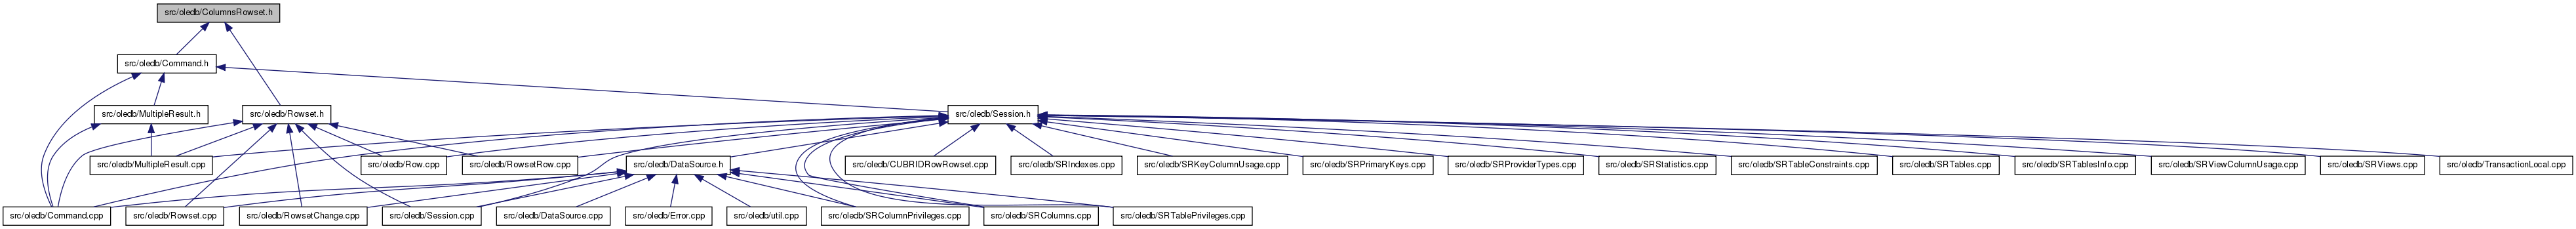 src/oledb/ColumnsRowset.h
src/oledb/Command.h
src/oledb/MultipleResult.h
src/oledb/Rowset.h
src/oledb/Session.h
src/oledb/MultipleResult.cpp
src/oledb/Row.cpp
src/oledb/RowsetRow.cpp
src/oledb/DataSource.h
src/oledb/CUBRIDRowRowset.cpp
src/oledb/SRIndexes.cpp
src/oledb/SRKeyColumnUsage.cpp
src/oledb/SRPrimaryKeys.cpp
src/oledb/SRProviderTypes.cpp
src/oledb/SRStatistics.cpp
src/oledb/SRTableConstraints.cpp
src/oledb/SRTables.cpp
src/oledb/SRTablesInfo.cpp
src/oledb/SRViewColumnUsage.cpp
src/oledb/SRViews.cpp
src/oledb/TransactionLocal.cpp
src/oledb/Command.cpp
src/oledb/Rowset.cpp
src/oledb/RowsetChange.cpp
src/oledb/Session.cpp
src/oledb/DataSource.cpp
src/oledb/Error.cpp
src/oledb/util.cpp
src/oledb/SRColumnPrivileges.cpp
src/oledb/SRColumns.cpp
src/oledb/SRTablePrivileges.cpp